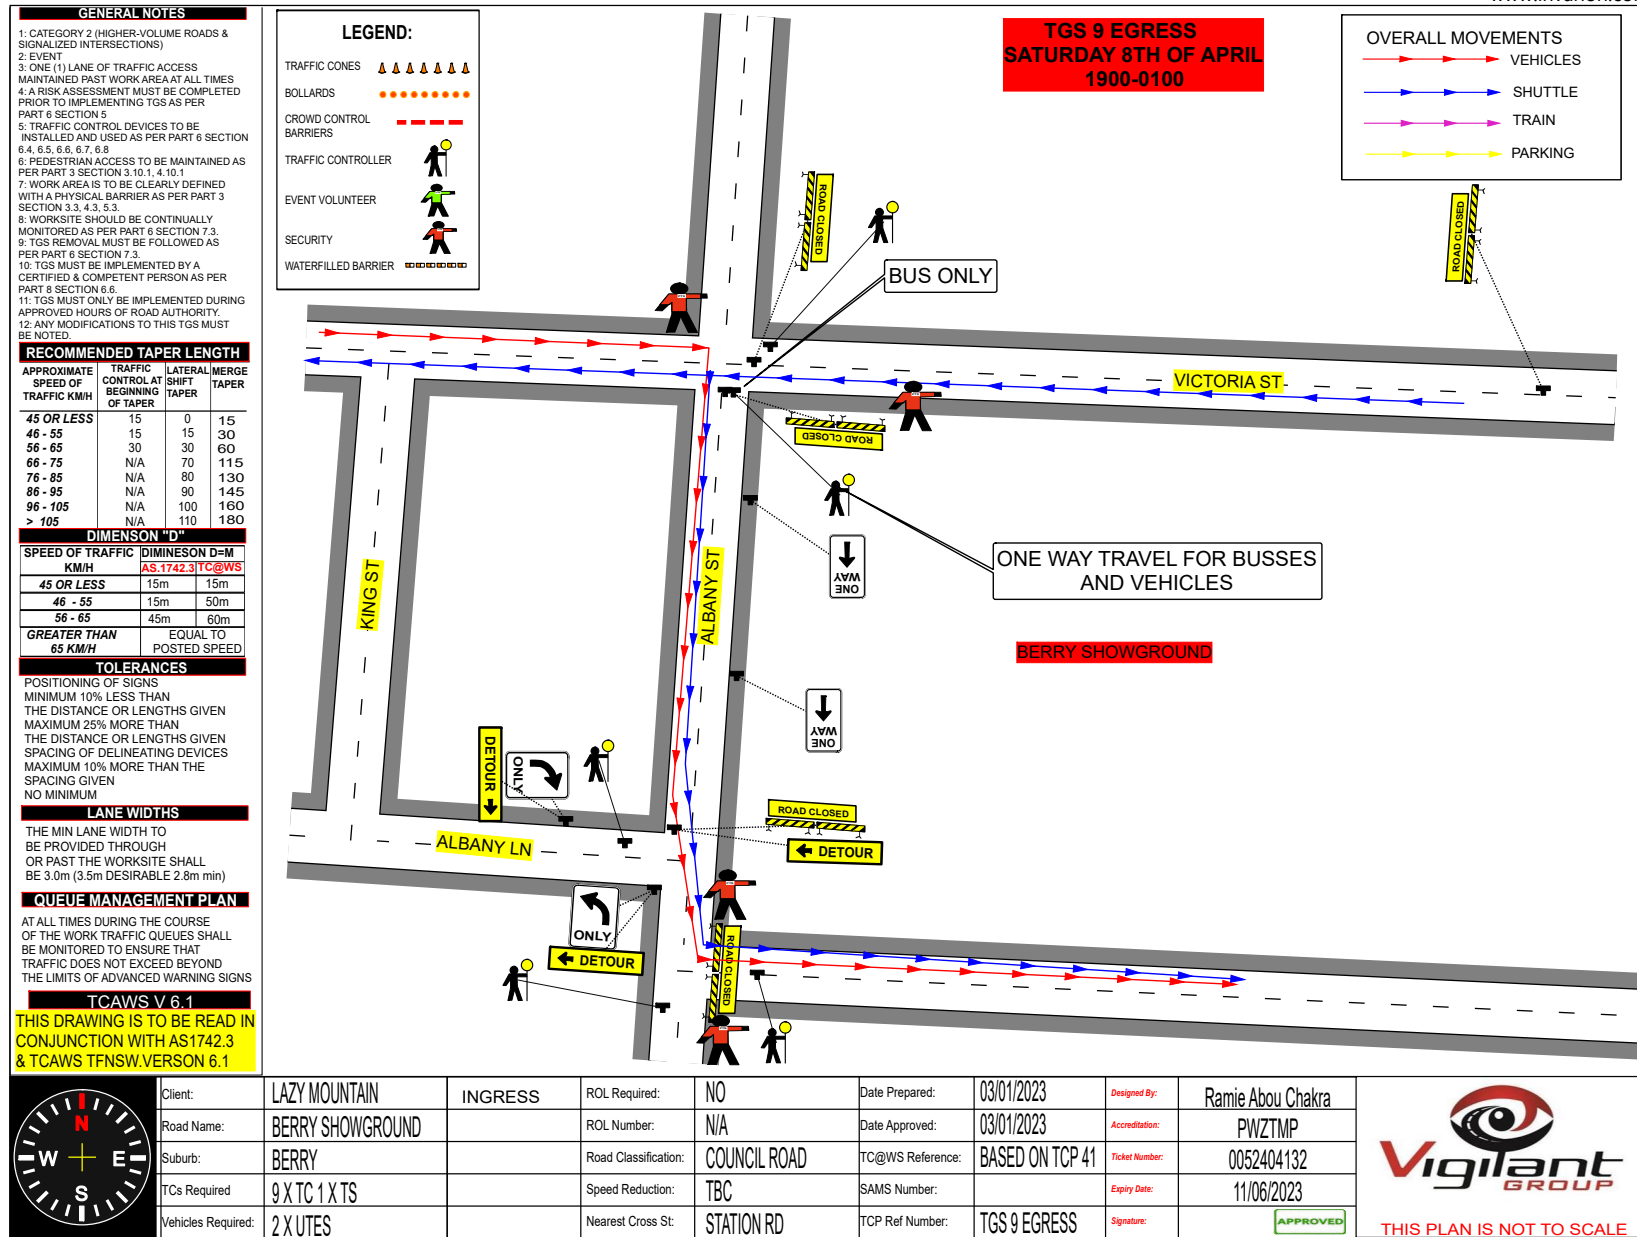 GENERAL NOTES
1: CATEGORY 2 (HIGHER-VOLUME ROADS &
SIGNALIZED INTERSECTIONS)
2: EVENT
3: ONE (1) LANE OF TRAFFIC ACCESS
MAINTAINED PAST WORK AREA AT ALL TIMES
4: A RISK ASSESSMENT MUST BE COMPLETED
PRIOR TO IMPLEMENTING TGS AS PER
PART 6 SECTION 5
5: TRAFFIC CONTROL DEVICES TO BE
INSTALLED AND USED AS PER PART 6 SECTION
6.4, 6.5, 6.6, 6.7, 6.8
6: PEDESTRIAN ACCESS TO BE MAINTAINED AS
PER PART 3 SECTION 3.10.1, 4.10.1
7: WORK AREA IS TO BE CLEARLY DEFINED
WITH A PHYSICAL BARRIER AS PER PART 3
SECTION 3.3, 4.3, 5.3.
8: WORKSITE SHOULD BE CONTINUALLY
MONITORED AS PER PART 6 SECTION 7.3.
9: TGS REMOVAL MUST BE FOLLOWED AS
PER PART 6 SECTION 7.3.
10: TGS MUST BE IMPLEMENTED BY A
CERTIFIED & COMPETENT PERSON AS PER
PART 8 SECTION 6.6.
11: TGS MUST ONLY BE IMPLEMENTED DURING
APPROVED HOURS OF ROAD AUTHORITY.
12: ANY MODIFICATIONS TO THIS TGS MUST
BE NOTED.
RECOMMENDED TAPER LENGTH
APPROXIMATE SPEED OF TRAFFIC KM/H TRAFFIC CONTROL AT BEGINNING OF TAPER LATERAL SHIFT TAPER MERGE TAPER
45 OR LESS 15 0 15
46 - 55 15 15 30
56 - 65 30 30 60
66 - 75 N/A 70 115
76 - 85 N/A 80 130
86 - 95 N/A 90 145
96 - 105 N/A 100 160
> 105 N/A 110 180
DIMENSON "D"
SPEED OF TRAFFIC KM/H DIMINESON D=M
AS.1742.3 TC@WS
45 OR LESS 15m 15m
46 - 55 15m 50m
56 - 65 45m 60m
GREATER THAN 65 KM/H EQUAL TO POSTED SPEED
TOLERANCES
POSITIONING OF SIGNS
MINIMUM 10% LESS THAN
THE DISTANCE OR LENGTHS GIVEN
MAXIMUM 25% MORE THAN
THE DISTANCE OR LENGTHS GIVEN
SPACING OF DELINEATING DEVICES
MAXIMUM 10% MORE THAN THE
SPACING GIVEN
NO MINIMUM
LANE WIDTHS
THE MIN LANE WIDTH TO
BE PROVIDED THROUGH
OR PAST THE WORKSITE SHALL
BE 3.0m (3.5m DESIRABLE 2.8m min)
QUEUE MANAGEMENT PLAN
AT ALL TIMES DURING THE COURSE
OF THE WORK TRAFFIC QUEUES SHALL
BE MONITORED TO ENSURE THAT
TRAFFIC DOES NOT EXCEED BEYOND
THE LIMITS OF ADVANCED WARNING SIGNS
TCAWS V 6.1
THIS DRAWING IS TO BE READ IN
CONJUNCTION WITH AS1742.3
& TCAWS TFNSW.VERSON 6.1
LEGEND:
TRAFFIC CONES
BOLLARDS
CROWD CONTROL
BARRIERS
TRAFFIC CONTROLLER
EVENT VOLUNTEER
SECURITY
WATERFILLED BARRIER
TGS 9 EGRESS
SATURDAY 8TH OF APRIL
1900-0100
OVERALL MOVEMENTS
VEHICLES
SHUTTLE
TRAIN
PARKING
ROAD CLOSED
ROAD CLOSED
BUS ONLY
VICTORIA ST
ROAD CLOSED
ONE WAY
ONE WAY TRAVEL FOR BUSSES
AND VEHICLES
KING ST
ALBANY ST
BERRY SHOWGROUND
ONE WAY
DETOUR
ONLY
ROAD CLOSED
DETOUR
ALBANY LN
ONLY
DETOUR
ROAD CLOSED
N
W E
S
Client: LAZY MOUNTAIN INGRESS ROL Required: NO Date Prepared: 03/01/2023 Designed By: Ramie Abou Chakra
Road Name: BERRY SHOWGROUND ROL Number: N/A Date Approved: 03/01/2023 Accreditation: PWZTMP
Suburb: BERRY Road Classification: COUNCIL ROAD TC@WS Reference: BASED ON TCP 41 Ticket Number: 0052404132
TCs Required 9 X TC 1 X TS Speed Reduction: TBC SAMS Number: Expiry Date: 11/06/2023
Vehicles Required: 2 X UTES Nearest Cross St: STATION RD TCP Ref Number: TGS 9 EGRESS Signature: APPROVED
Vigilant
GROUP
THIS PLAN IS NOT TO SCALE